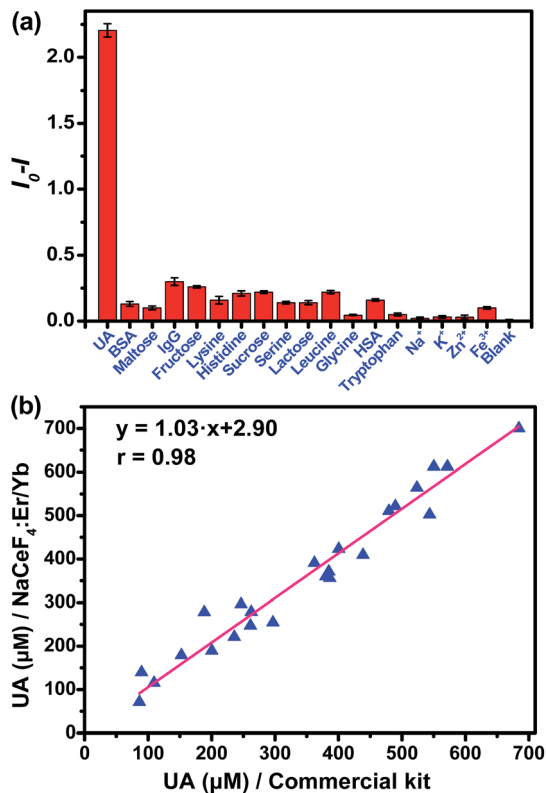 (a)
I₀-I
2.0
1.5
1.0
0.5
0.0
UA
BSA
Maltose
IgG
Fructose
Lysine
Histidine
Sucrose
Serine
Lactose
Leucine
Glycine
HSA
Tryptophan
Na⁺
K⁺
Zn²⁺
Fe³⁺
Blank
(b)
y = 1.03·x+2.90
r = 0.98
UA (μM) / NaCeF₄:Er/Yb
700
600
500
400
300
200
100
0
0 100 200 300 400 500 600 700
UA (μM) / Commercial kit